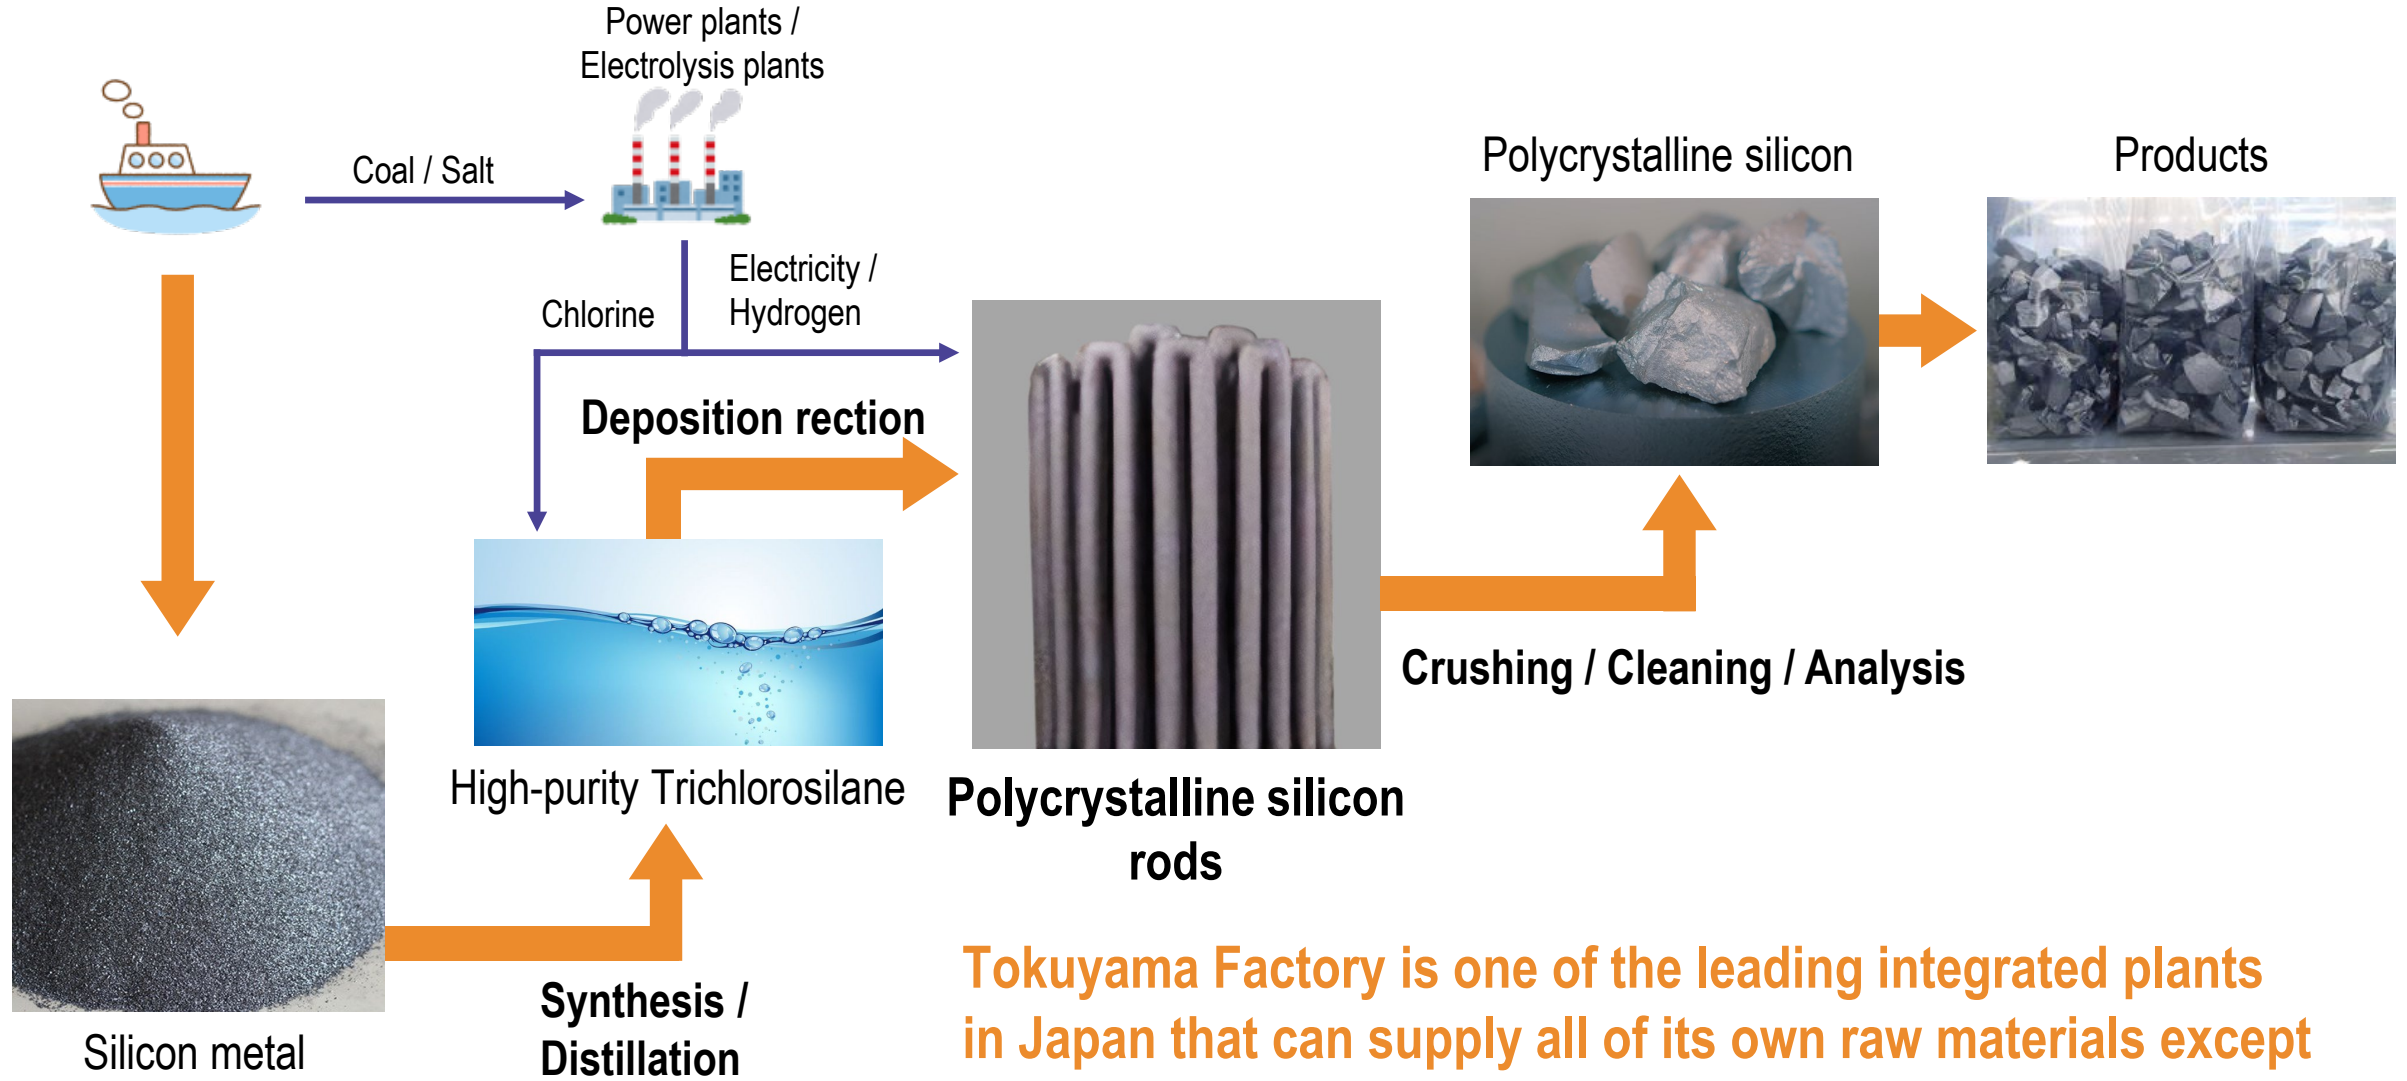 Power plants /
Electrolysis plants
Coal / Salt
Polycrystalline silicon
Products
Electricity /
Hydrogen
Chlorine
Deposition rection
High-purity Trichlorosilane
Polycrystalline silicon
rods
Crushing / Cleaning / Analysis
Synthesis /
Distillation
Silicon metal
Tokuyama Factory is one of the leading integrated plants
in Japan that can supply all of its own raw materials except